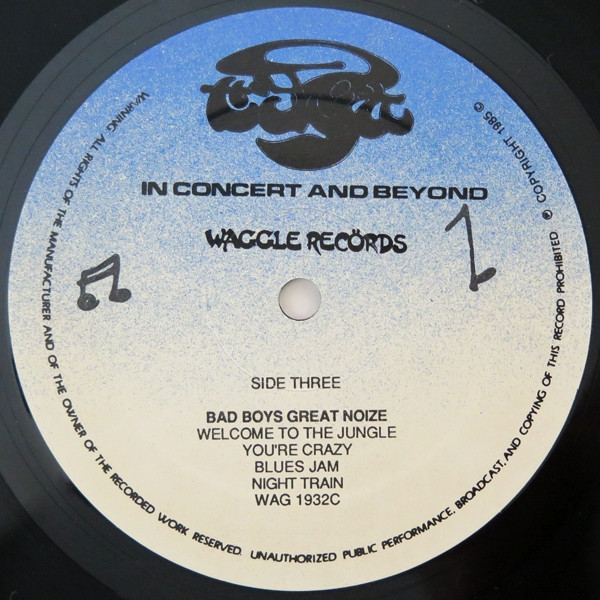 IN CONCERT AND BEYOND
WAGGLE RECÖRDS
SIDE THREE
BAD BOYS GREAT NOIZE
WELCOME TO THE JUNGLE
YOU'RE CRAZY
BLUES JAM
NIGHT TRAIN
WAG 1932C
WARNING. ALL RIGHTS OF THE MANUFACTURER AND OF THE OWNER OF THE RECORDED WORK RESERVED. UNAUTHORIZED PUBLIC PERFORMANCE, BROADCAST, AND COPYING OF THIS RECORD PROHIBITED ℗ COPYRIGHT 1985 ©